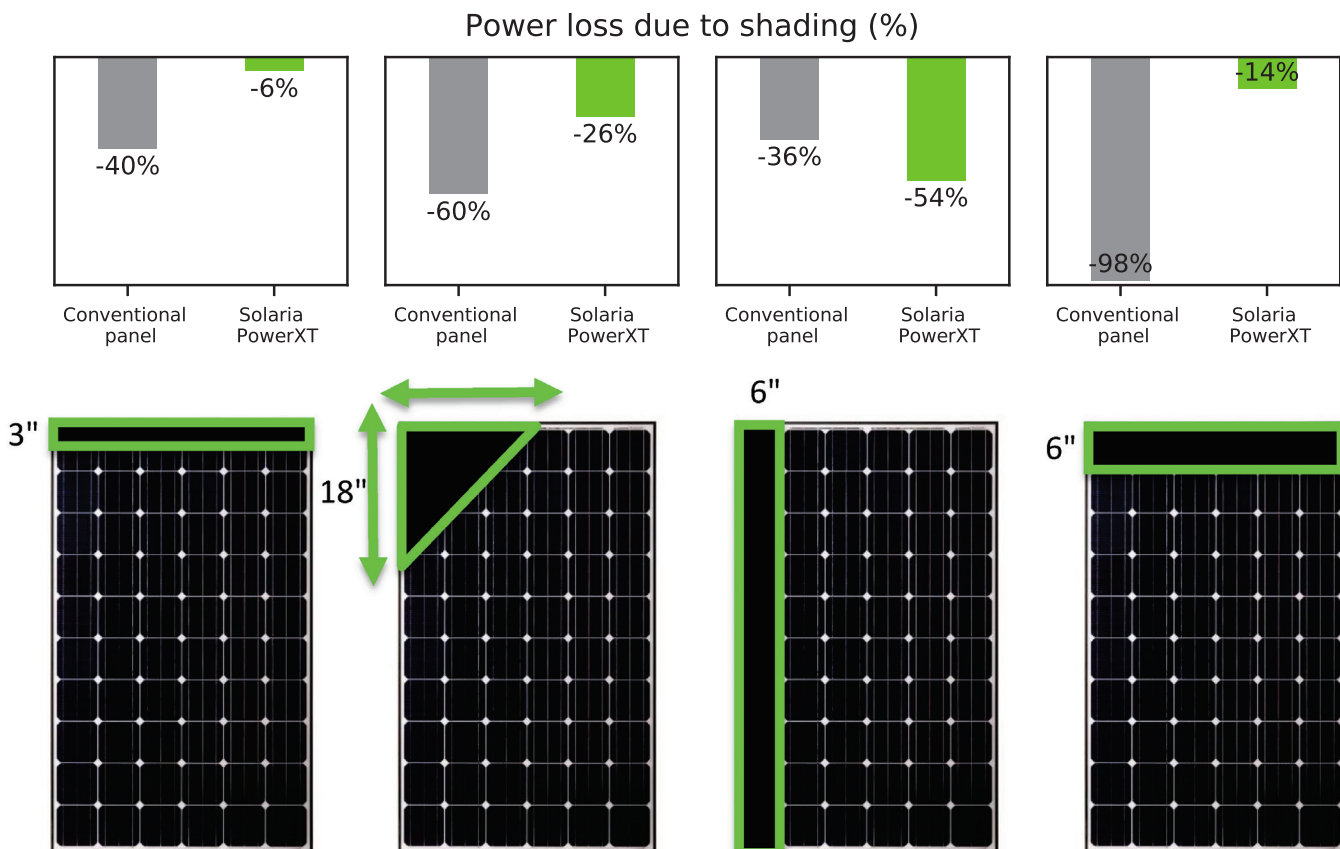 Power loss due to shading (%)
-40%
-6%
Conventional
panel
Solaria
PowerXT
-60%
-26%
Conventional
panel
Solaria
PowerXT
-36%
-54%
Conventional
panel
Solaria
PowerXT
-98%
-14%
Conventional
panel
Solaria
PowerXT
3"
18"
6"
6"